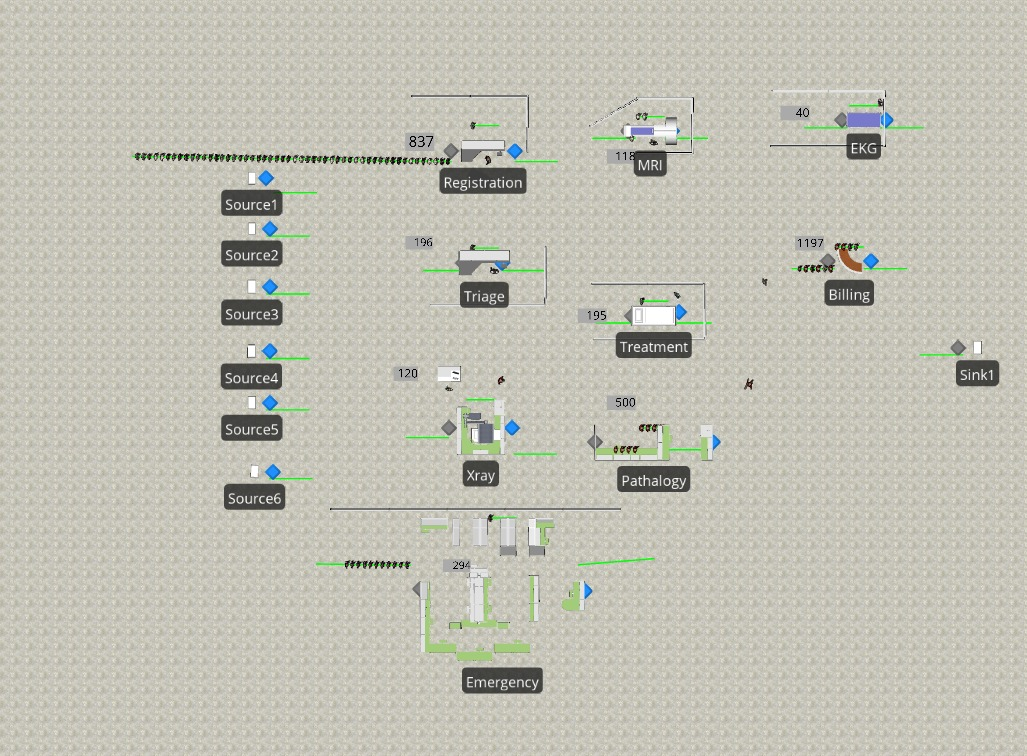 837
Registration
118
MRI
40
EKG
Source1
Source2
Source3
Source4
Source5
Source6
196
Triage
195
Treatment
1197
Billing
Sink1
120
Xray
500
Pathalogy
294
Emergency